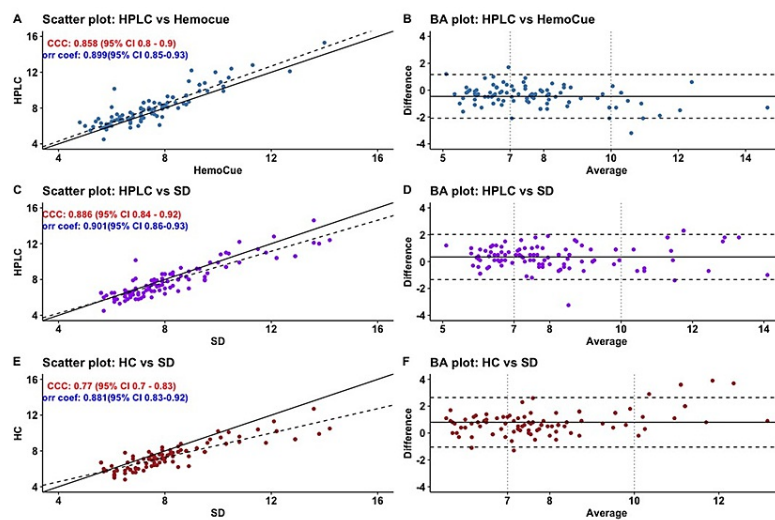 A Scatter plot: HPLC vs Hemocue
CCC: 0.858 (95% CI 0.8 - 0.9)
orr coef: 0.899(95% CI 0.85-0.93)
16
12
8
4
HPLC
4 8 12 16
HemoCue
B BA plot: HPLC vs HemoCue
4
2
0
-2
-4
Difference
5 7 8 10 12 14
Average
C Scatter plot: HPLC vs SD
CCC: 0.886 (95% CI 0.84 - 0.92)
orr coef: 0.901(95% CI 0.86-0.93)
16
12
8
4
HPLC
4 8 12 16
SD
D BA plot: HPLC vs SD
4
2
0
-2
-4
Difference
5 7 8 10 12 14
Average
E Scatter plot: HC vs SD
CCC: 0.77 (95% CI 0.7 - 0.83)
orr coef: 0.881(95% CI 0.83-0.92)
16
12
8
4
HC
4 8 12 16
SD
F BA plot: HC vs SD
4
2
0
-2
-4
Difference
7 8 10 12
Average